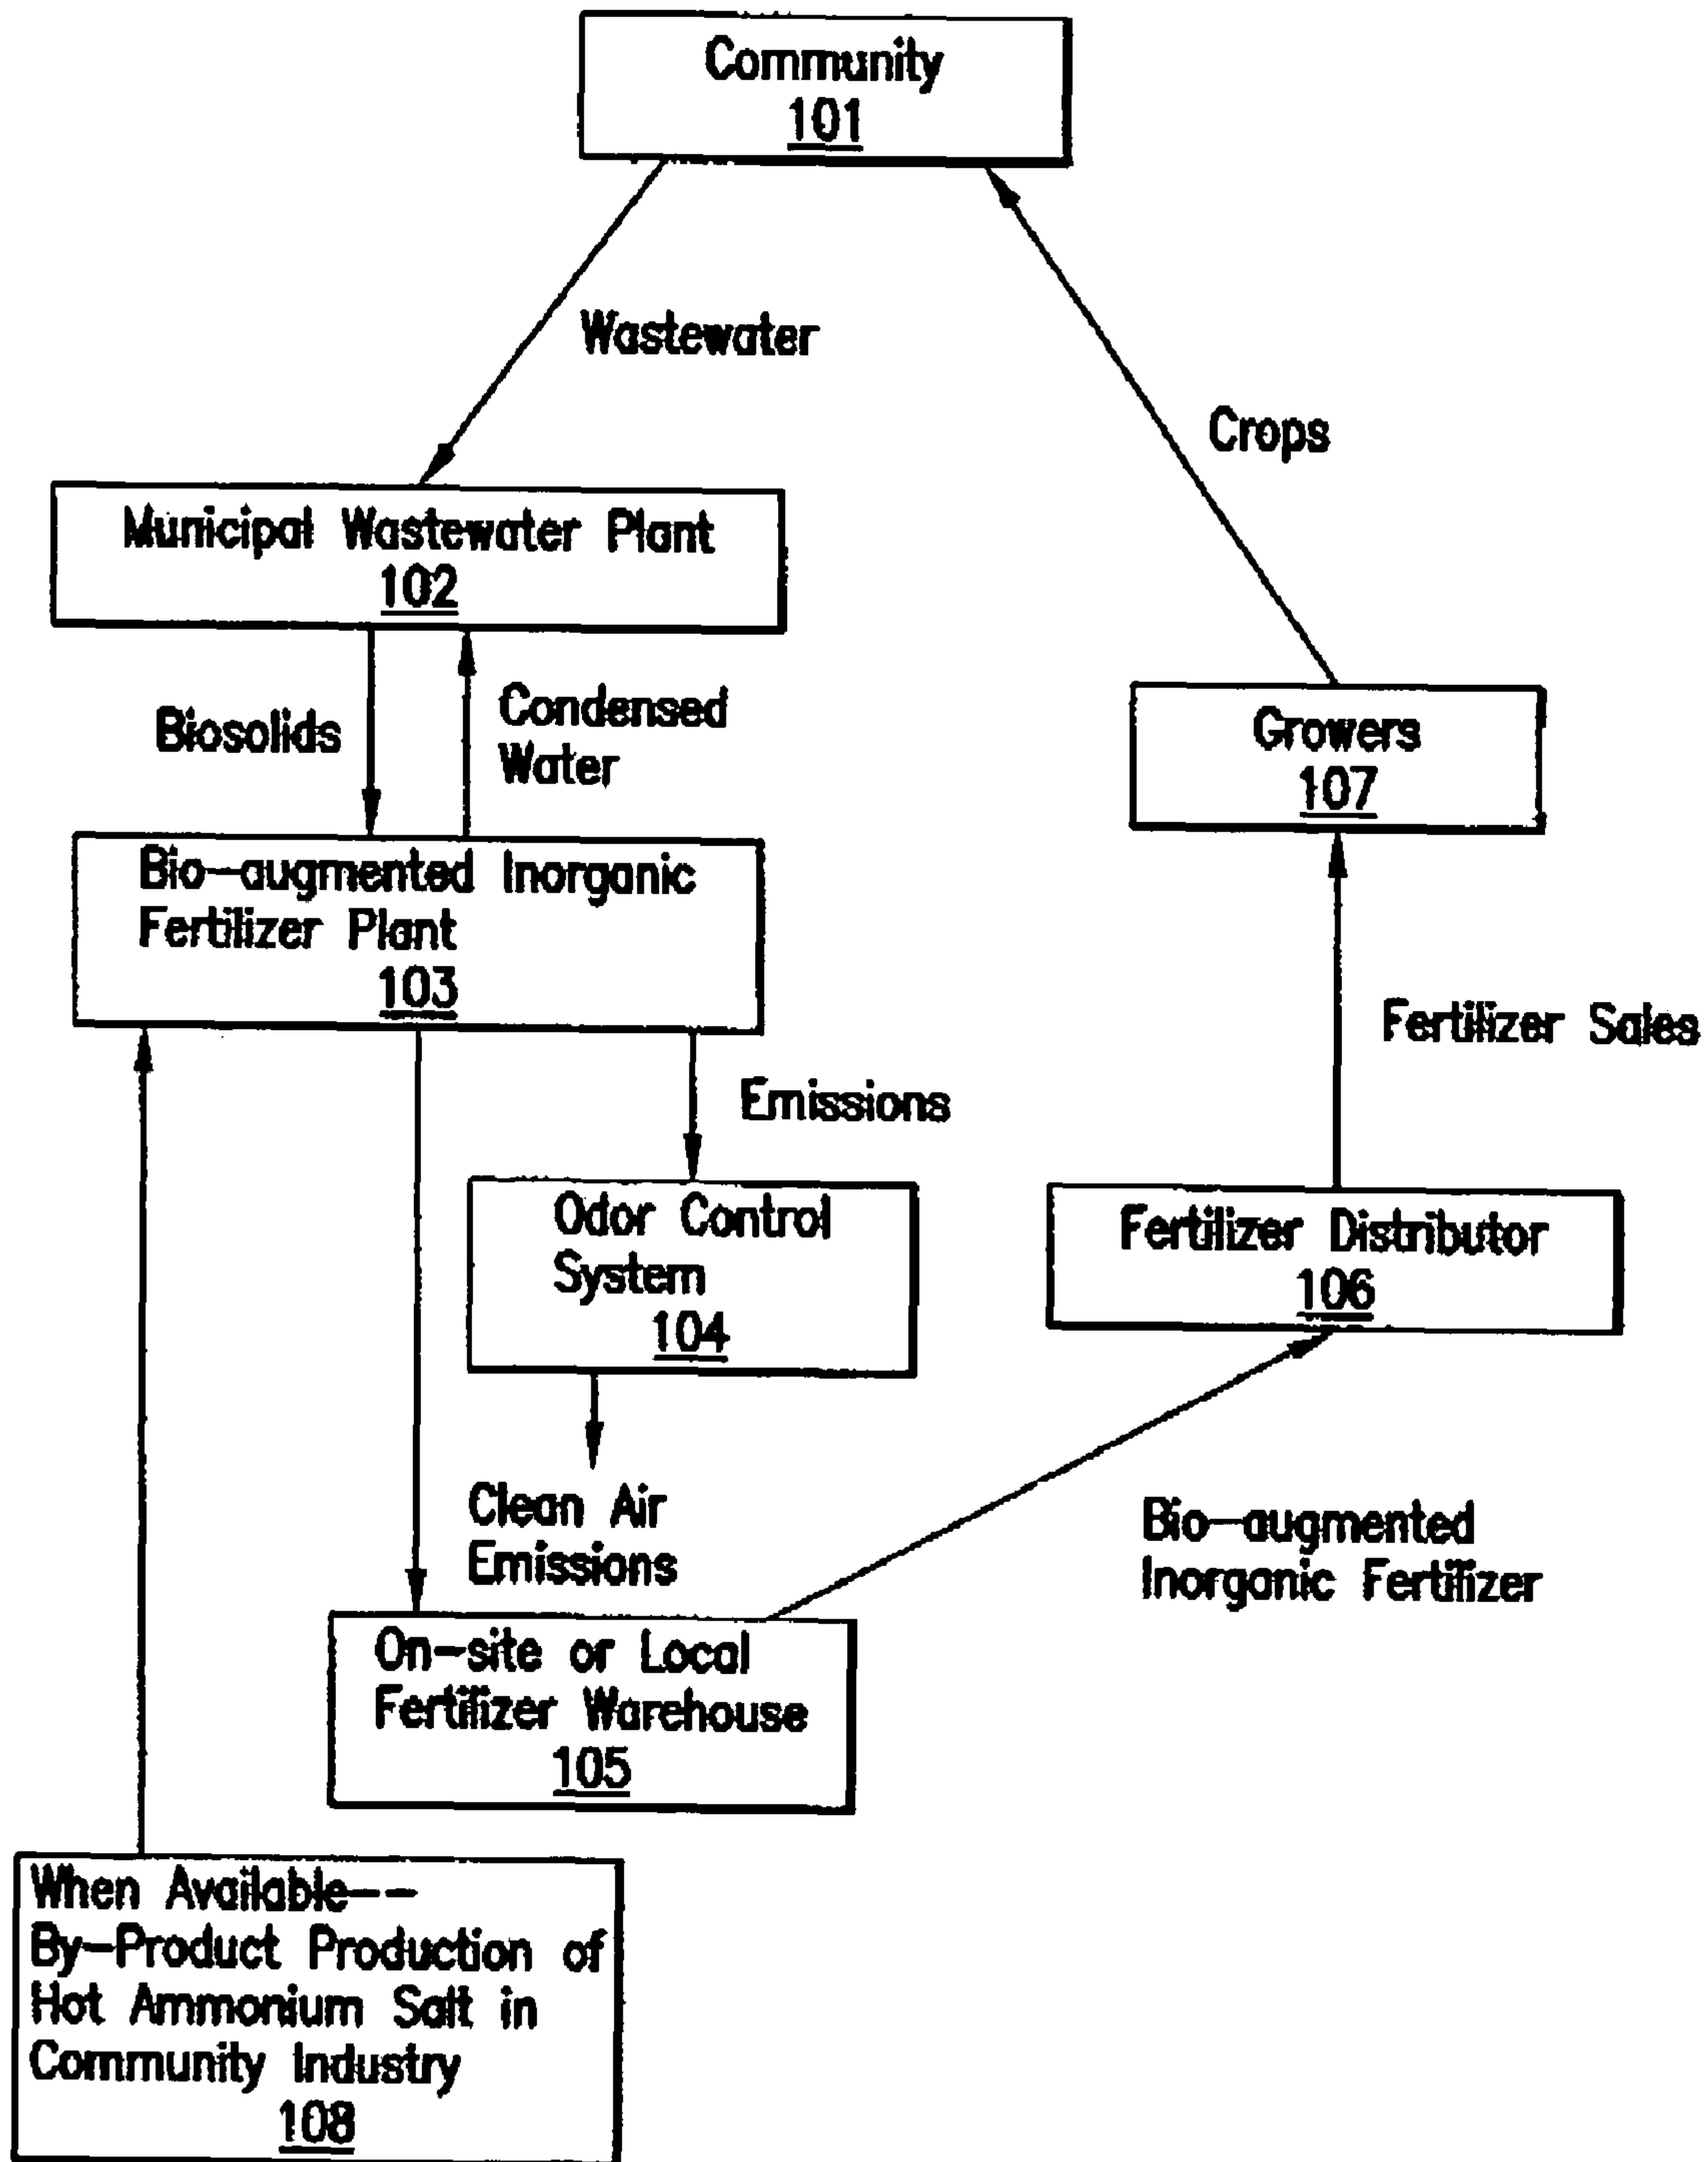 Community
101
Wastewater
Crops
Municipal Wastewater Plant
102
Biosolids
Condensed
Water
Growers
107
Bio-augmented Inorganic
Fertilizer Plant
103
Fertilizer Sales
Emissions
Odor Control
System
104
Fertilizer Distributor
106
Clean Air
Emissions
Bio-augmented
Inorganic Fertilizer
On-site or Local
Fertilizer Warehouse
105
When Available--
By-Product Production of
Hot Ammonium Salt in
Community Industry
108